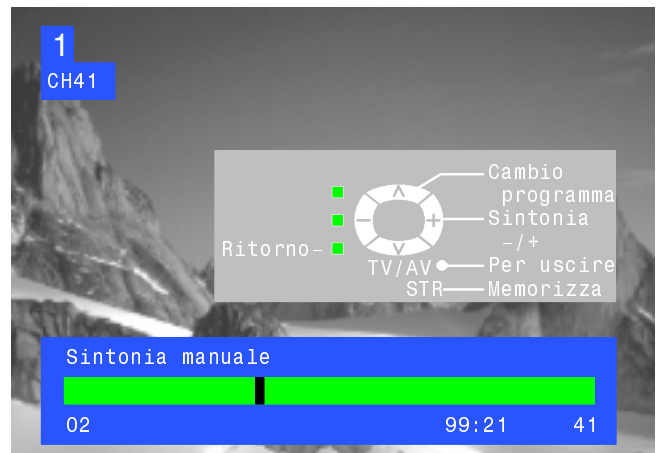 1
CH41
Cambio
programma
Sintonia
-/+
Ritorno-
TV/AV Per uscire
STR Memorizza
Sintonia manuale
02 99:21 41